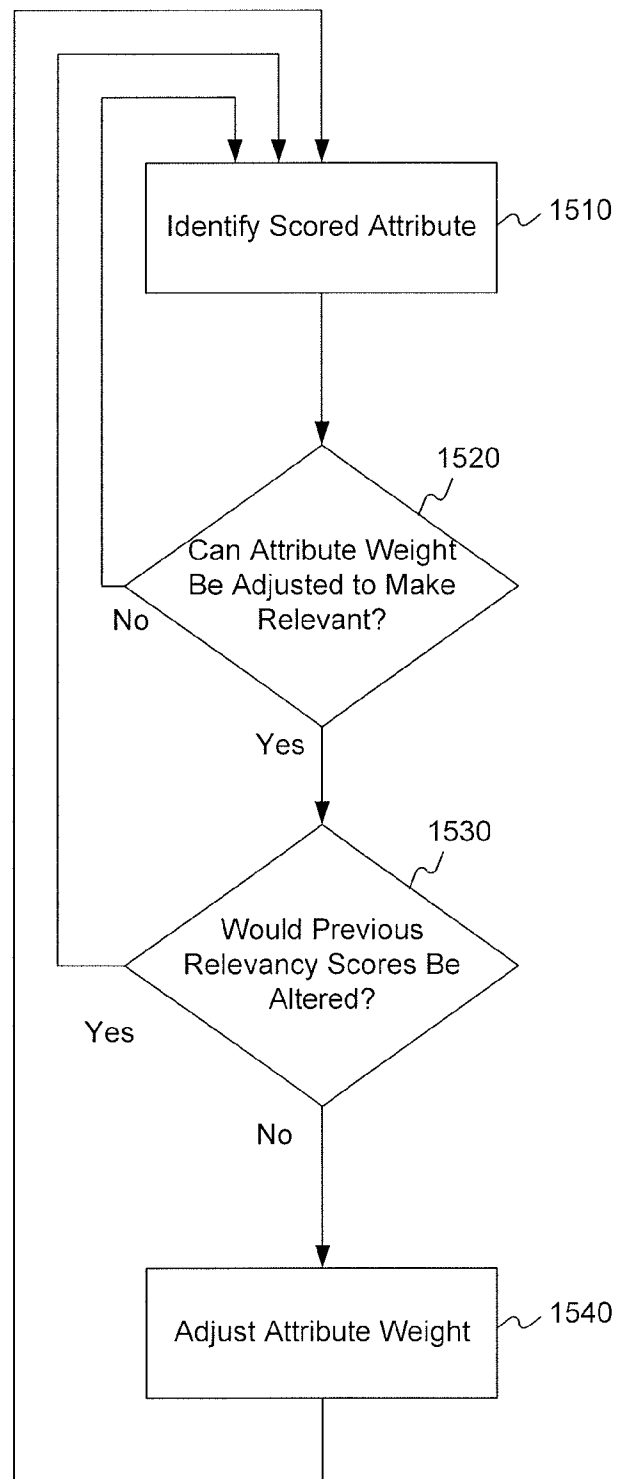 Identify Scored Attribute
1510
1520
Can Attribute Weight
Be Adjusted to Make
Relevant?
No
Yes
1530
Would Previous
Relevancy Scores Be
Altered?
Yes
No
Adjust Attribute Weight
1540